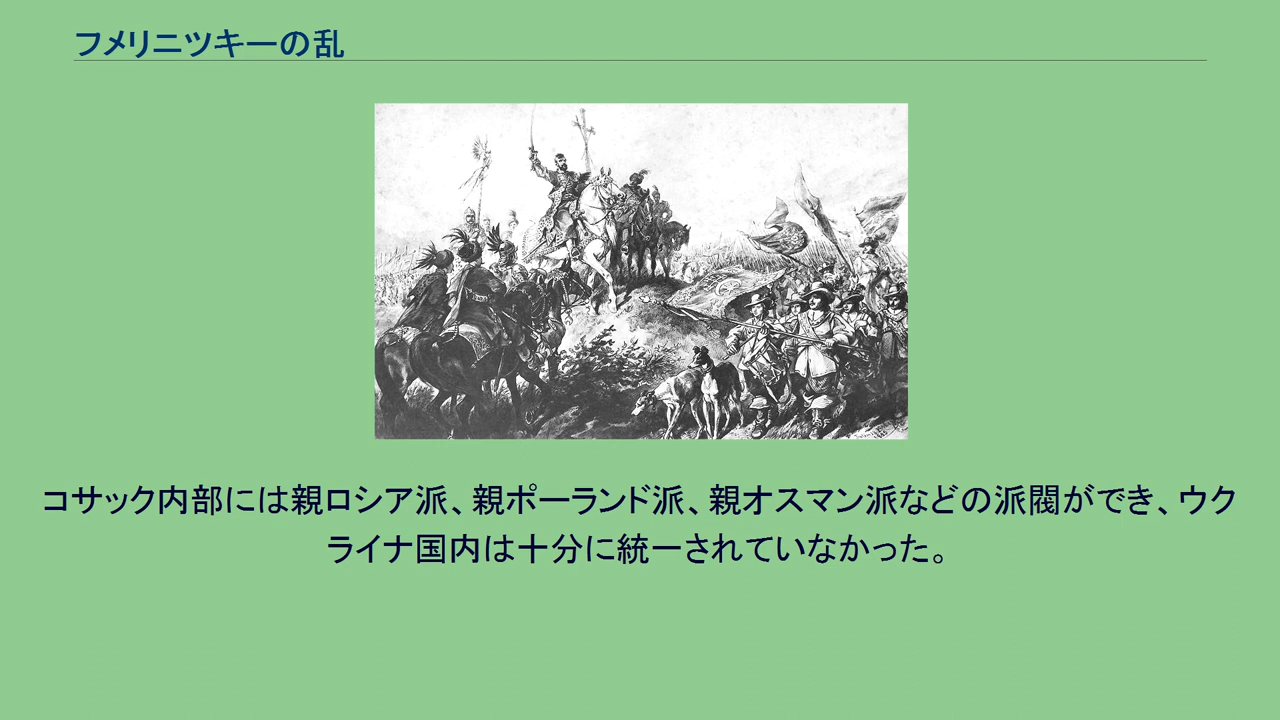 フメリニツキーの乱
コサック内部には親ロシア派、親ポーランド派、親オスマン派などの派閥ができ、ウク
ライナ国内は十分に統一されていなかった。